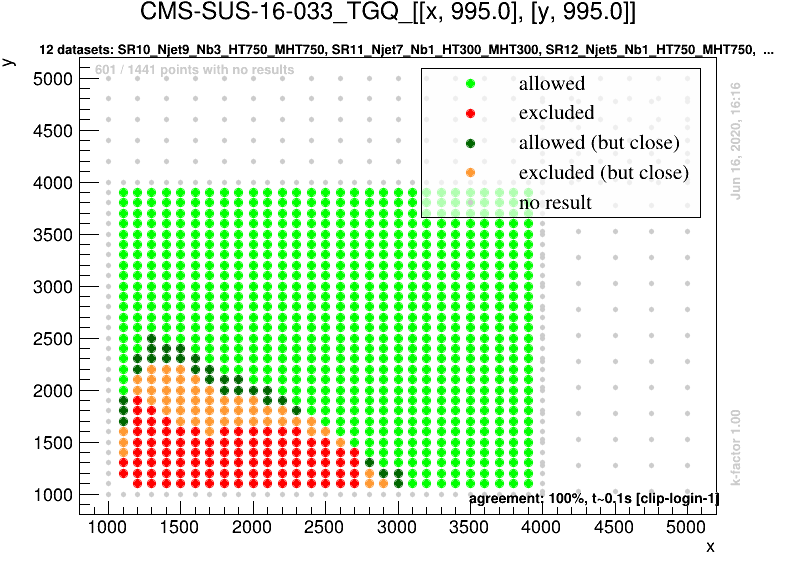 CMS-SUS-16-033_TGQ_[[x, 995.0], [y, 995.0]]
12 datasets: SR10_Njet9_Nb3_HT750_MHT750, SR11_Njet7_Nb1_HT300_MHT300, SR12_Njet5_Nb1_HT750_MHT750, ...
y
601 / 1441 points with no results
allowed
excluded
allowed (but close)
excluded (but close)
no result
5000
4500
4000
3500
3000
2500
2000
1500
1000
Jun 16, 2020, 16:16
k-factor 1.00
agreement: 100%, t~0.1s [clip-login-1]
1000 1500 2000 2500 3000 3500 4000 4500 5000
x